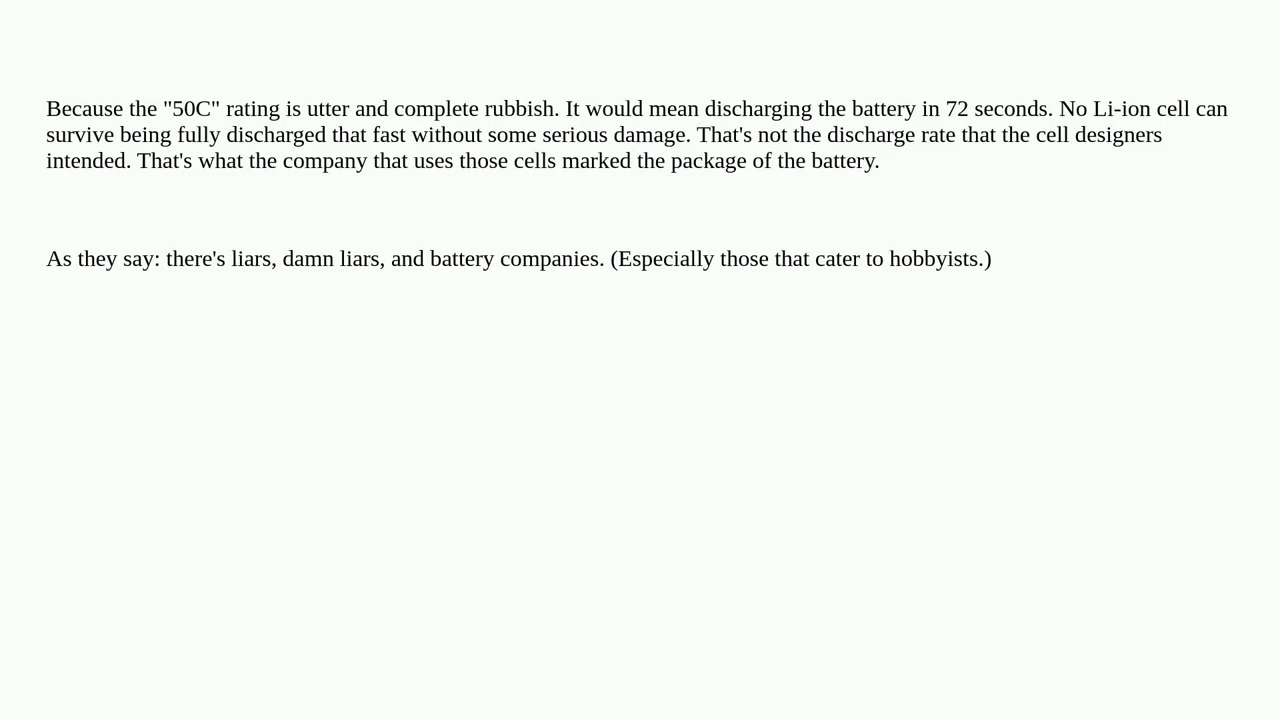 Because the "50C" rating is utter and complete rubbish. It would mean discharging the battery in 72 seconds. No Li-ion cell can
survive being fully discharged that fast without some serious damage. That's not the discharge rate that the cell designers
intended. That's what the company that uses those cells marked the package of the battery.
As they say: there's liars, damn liars, and battery companies. (Especially those that cater to hobbyists.)